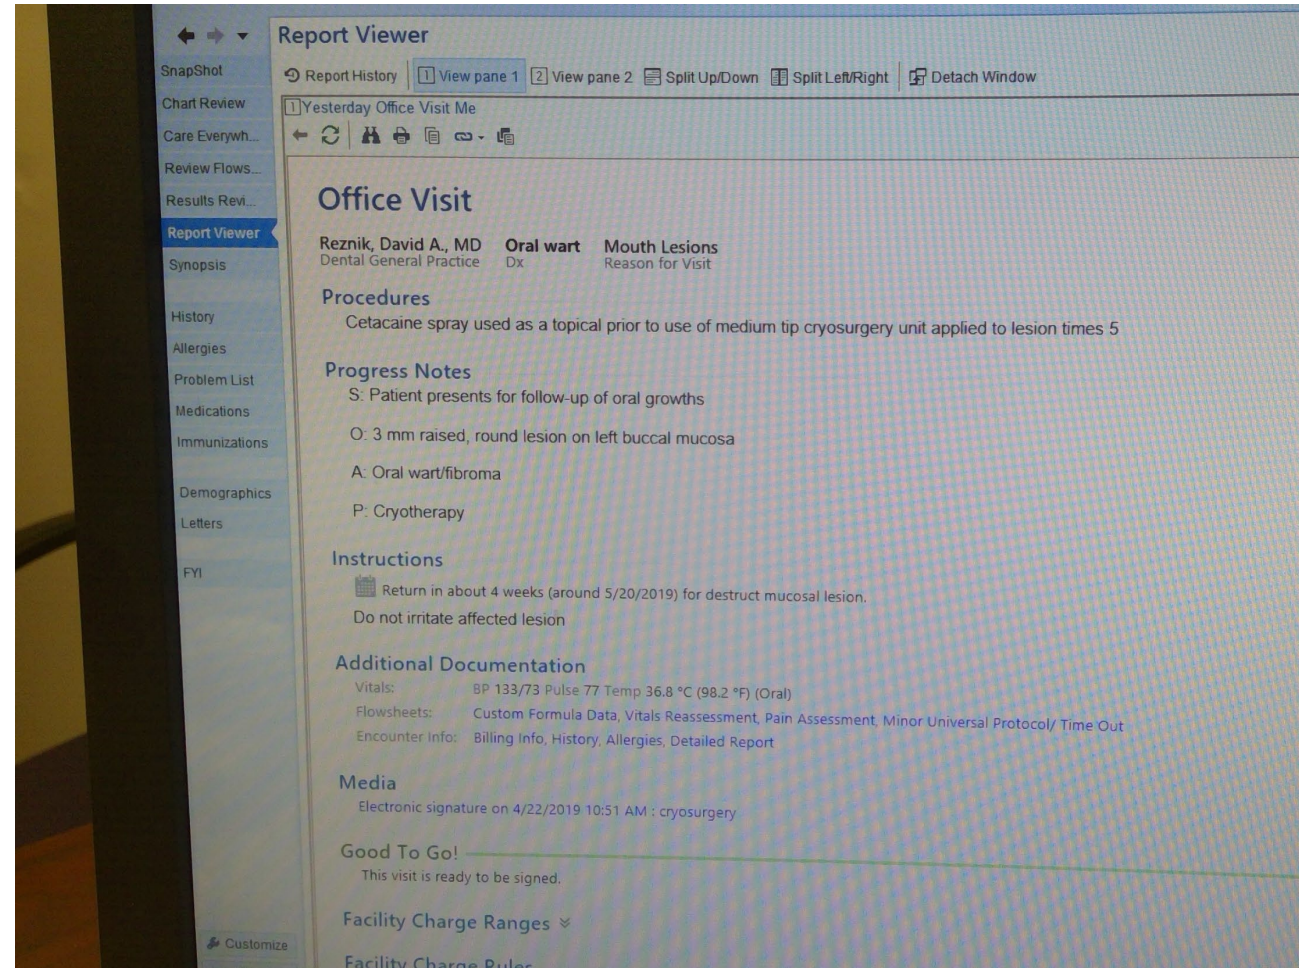 Report Viewer
SnapShot
Chart Review
Care Everywh...
Review Flows...
Results Revi...
Report Viewer
Synopsis
History
Allergies
Problem List
Medications
Immunizations
Demographics
Letters
FYI
Customize
Report History 1 View pane 1 2 View pane 2 Split Up/Down Split Left/Right Detach Window
1 Yesterday Office Visit Me
Office Visit
Reznik, David A., MD Oral wart Mouth Lesions
Dental General Practice Dx Reason for Visit
Procedures
Cetacaine spray used as a topical prior to use of medium tip cryosurgery unit applied to lesion times 5
Progress Notes
S: Patient presents for follow-up of oral growths
O: 3 mm raised, round lesion on left buccal mucosa
A: Oral wart/fibroma
P: Cryotherapy
Instructions
Return in about 4 weeks (around 5/20/2019) for destruct mucosal lesion.
Do not irritate affected lesion
Additional Documentation
Vitals: BP 133/73 Pulse 77 Temp 36.8 °C (98.2 °F) (Oral)
Flowsheets: Custom Formula Data, Vitals Reassessment, Pain Assessment, Minor Universal Protocol/ Time Out
Encounter Info: Billing Info, History, Allergies, Detailed Report
Media
Electronic signature on 4/22/2019 10:51 AM : cryosurgery
Good To Go!
This visit is ready to be signed.
Facility Charge Ranges
Facility Charge Rules